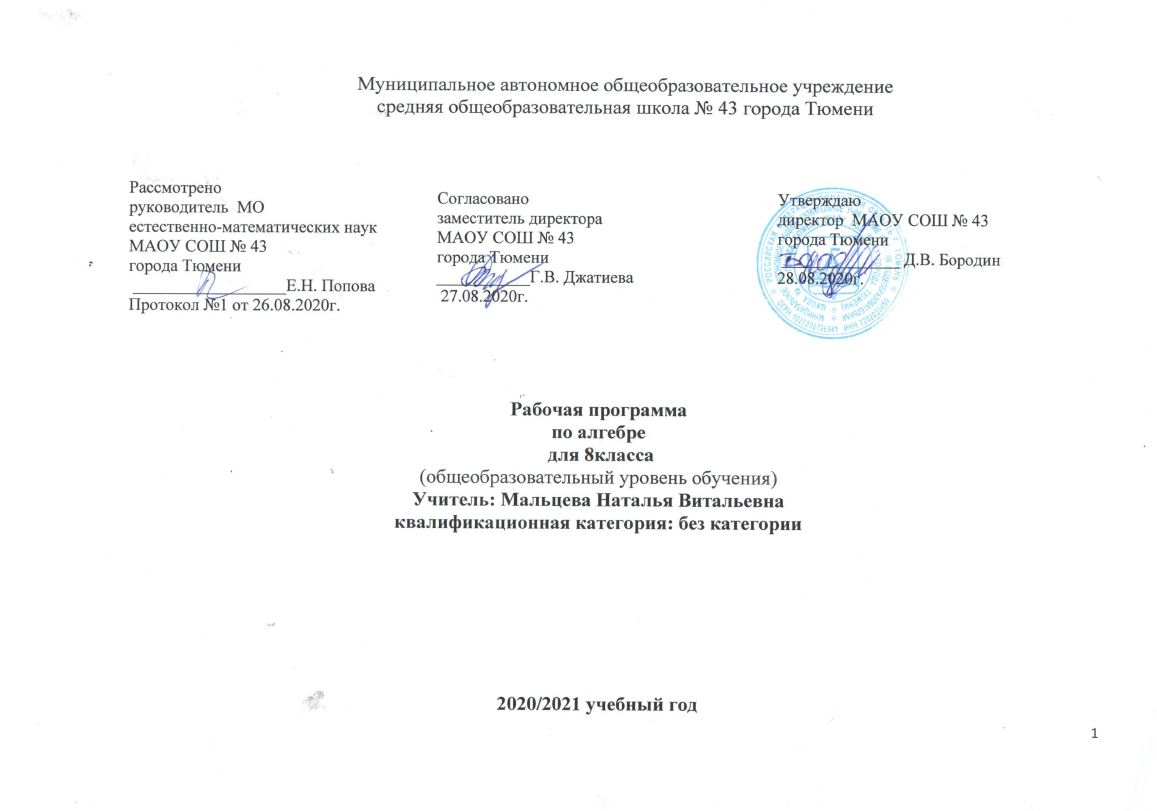 Муниципальное автономное общеобразовательное учреждение
средняя общеобразовательная школа № 43 города Тюмени
Рассмотрено
руководитель МО
естественно-математических наук
МАОУ СОШ № 43
города Тюмени
__________________Е.Н. Попова
Протокол №1 от 26.08.2020г.
Согласовано
заместитель директора
МАОУ СОШ № 43
города Тюмени
___________Г.В. Джатиева
27.08.2020г.
Утверждаю
директор МАОУ СОШ № 43
города Тюмени
______________ Д.В. Бородин
28.08.2020г.
Рабочая программа
по алгебре
для 8класса
(общеобразовательный уровень обучения)
Учитель: Мальцева Наталья Витальевна
квалификационная категория: без категории
2020/2021 учебный год
1